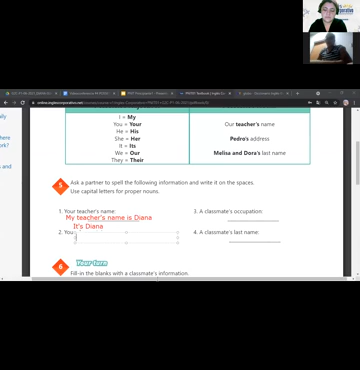 online.inglescorporativo.net
I = My
You = Your
He = His
She = Her
It = Its
We = Our
They = Their
Our teacher's name
Pedro's address
Melisa and Dora's last name
5
Ask a partner to spell the following information and write it on the spaces.
Use capital letters for proper nouns.
1. Your teacher's name:
My teacher's name is Diana
It's Diana
2. You
3. A classmate's occupation:
4. A classmate's last name:
6
Your turn
Fill-in the blanks with a classmate's information.